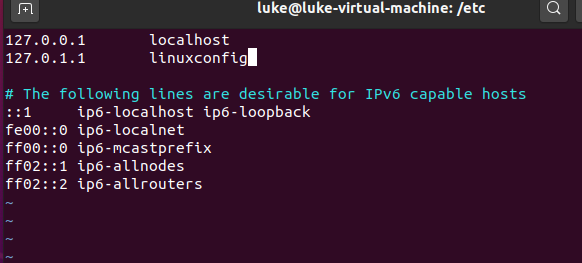 luke@luke-virtual-machine: /etc
127.0.0.1 localhost
127.0.1.1 linuxconfig
# The following lines are desirable for IPv6 capable hosts
::1 ip6-localhost ip6-loopback
fe00::0 ip6-localnet
ff00::0 ip6-mcastprefix
ff02::1 ip6-allnodes
ff02::2 ip6-allrouters
~
~
~
~